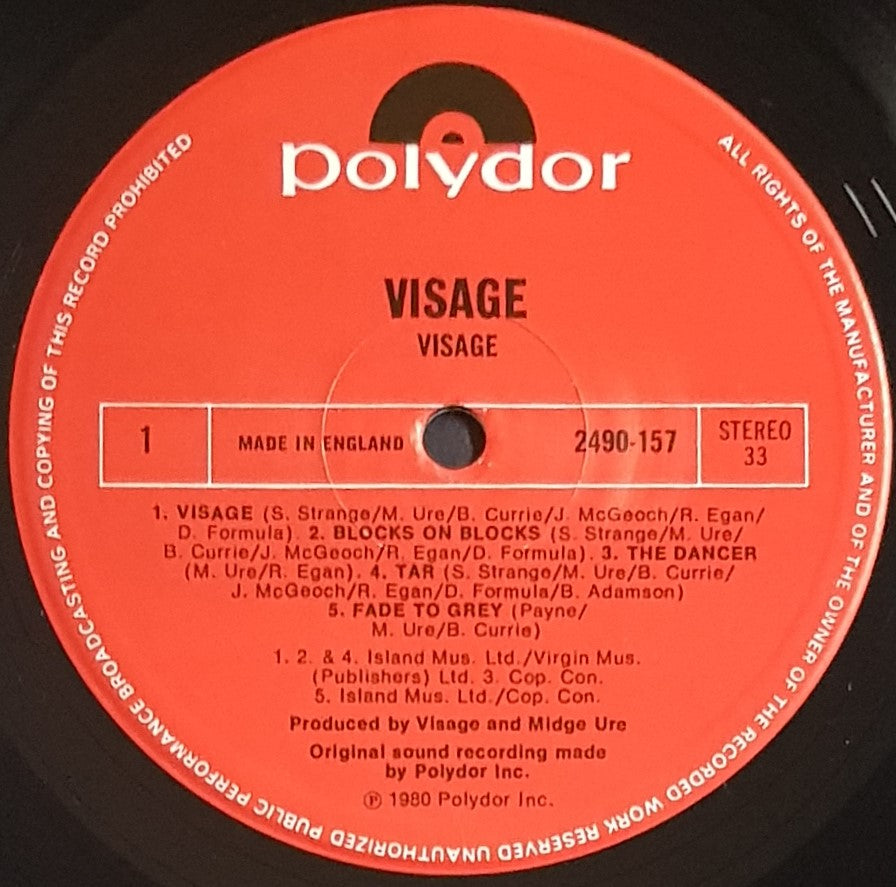 polydor
VISAGE
VISAGE
1
MADE IN ENGLAND
2490-157
STEREO
33
1. VISAGE (S. Strange/M. Ure/B. Currie/J. McGeoch/R. Egan/
D. Formula). 2. BLOCKS ON BLOCKS (S. Strange/M. Ure/
B. Currie/J. McGeoch/R. Egan/D. Formula). 3. THE DANCER
(M. Ure/R. Egan). 4. TAR (S. Strange/M. Ure/B. Currie/
J. McGeoch/R. Egan/D. Formula/B. Adamson)
5. FADE TO GREY (Payne/
M. Ure/B. Currie)
1. 2. & 4. Island Mus. Ltd./Virgin Mus.
(Publishers) Ltd. 3. Cop. Con.
5. Island Mus. Ltd./Cop. Con.
Produced by Visage and Midge Ure
Original sound recording made
by Polydor Inc.
℗ 1980 Polydor Inc.
ALL RIGHTS OF THE MANUFACTURER AND OF THE OWNER OF THE RECORDED WORK RESERVED UNAUTHORIZED PUBLIC PERFORMANCE BROADCASTING AND COPYING OF THIS RECORD PROHIBITED